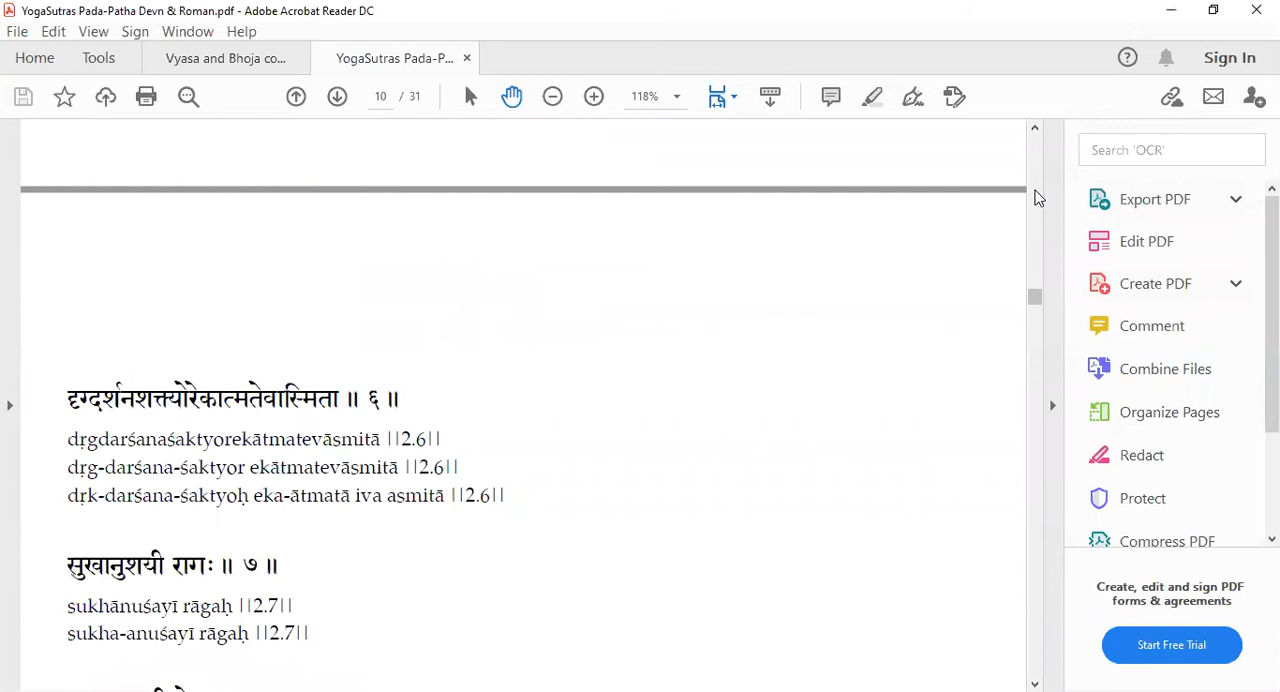 YogaSutras Pada-Patha Devn & Roman.pdf - Adobe Acrobat Reader DC
File Edit View Sign Window Help
Home Tools Vyasa and Bhoja co... YogaSutras Pada-P... × Sign In
10 / 31 118%
Search 'OCR'
Export PDF
Edit PDF
Create PDF
Comment
Combine Files
Organize Pages
Redact
Protect
Compress PDF
Create, edit and sign PDF
forms & agreements
Start Free Trial
दृग्दर्शनशक्त्योरेकात्मतेवास्मिता ॥ ६ ॥
dṛgdarśanaśaktyorekātmatevāsmitā ||2.6||
dṛg-darśana-śaktyor ekātmatevāsmitā ||2.6||
dṛk-darśana-śaktyoḥ eka-ātmatā iva asmitā ||2.6||
सुखानुशयी रागः ॥ ७ ॥
sukhānuśayī rāgaḥ ||2.7||
sukha-anuśayī rāgaḥ ||2.7||